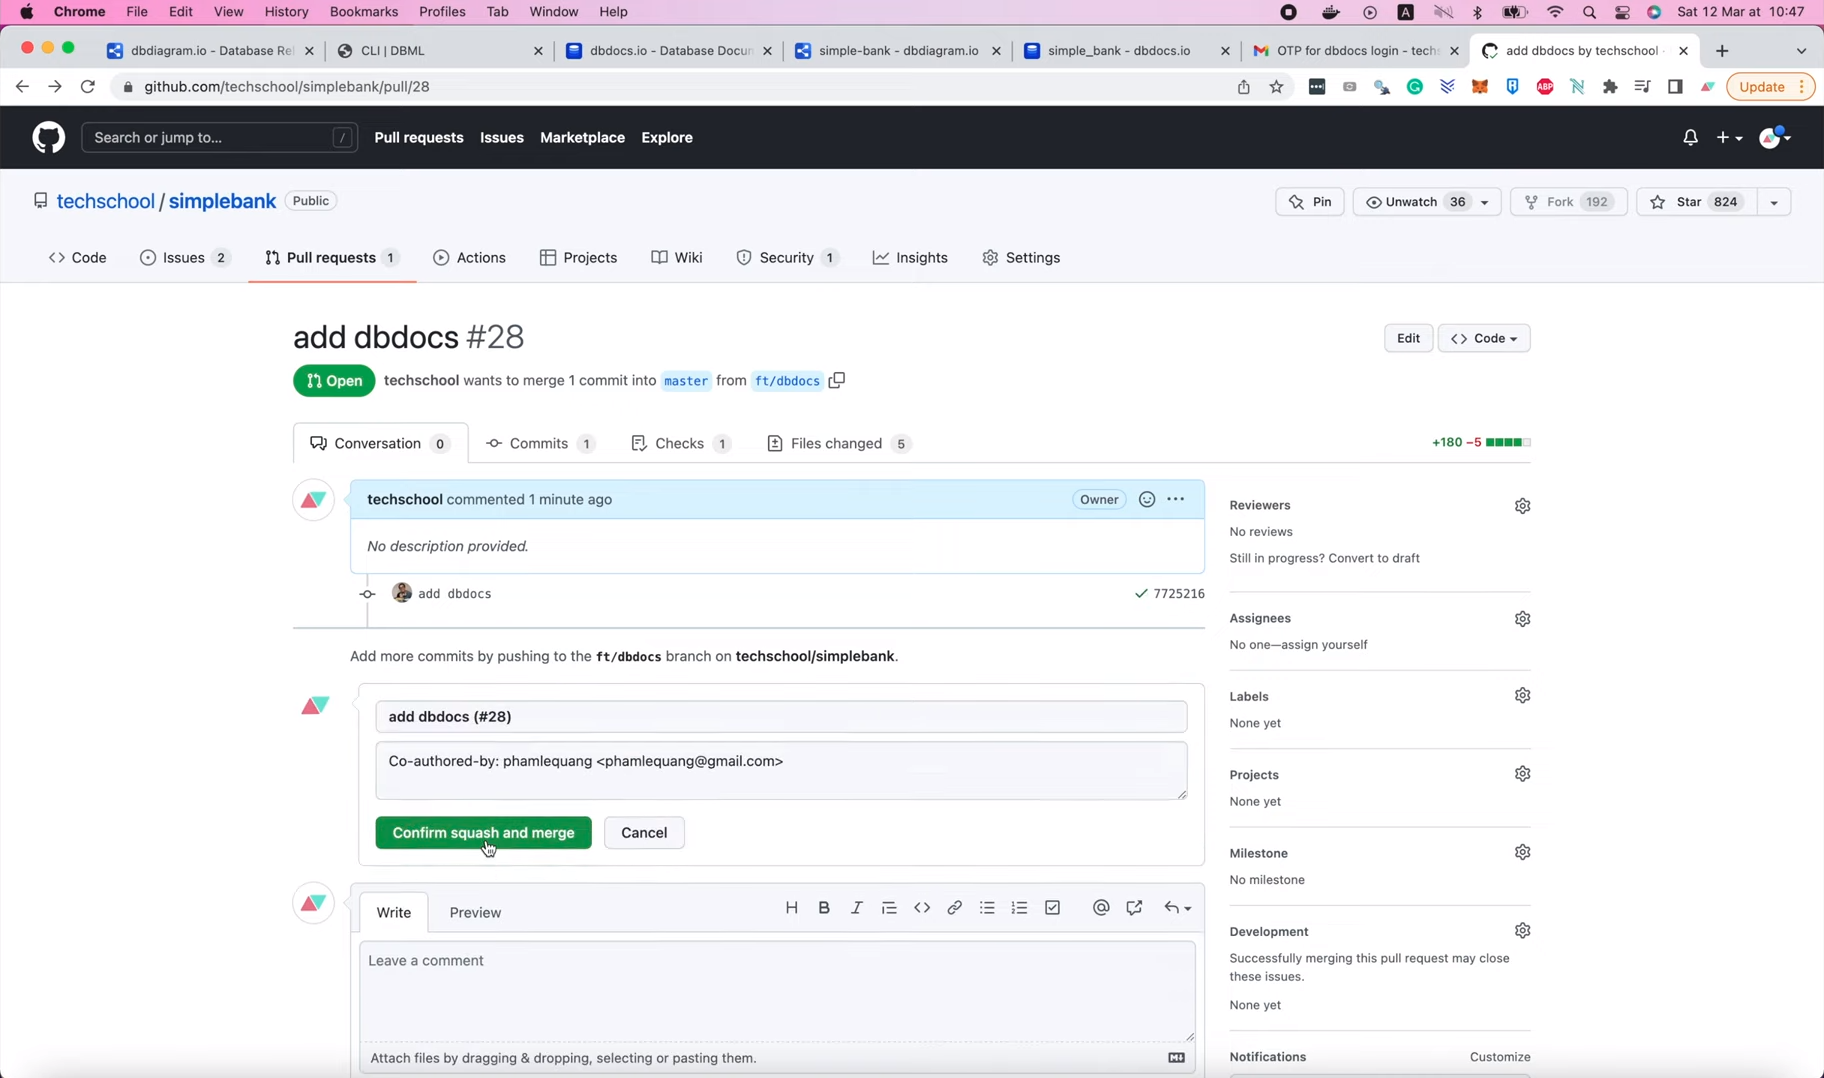 Chrome File Edit View History Bookmarks Profiles Tab Window Help A Sat 12 Mar at 10:47
dbdiagram.io - Database Re CLI | DBML dbdocs.io - Database Docun simple-bank - dbdiagram.io simple_bank - dbdocs.io OTP for dbdocs login - techs add dbdocs by techschool
github.com/techschool/simplebank/pull/28 ABP Update
Search or jump to... / Pull requests Issues Marketplace Explore
techschool / simplebank Public Pin Unwatch 36 Fork 192 Star 824
Code Issues 2 Pull requests 1 Actions Projects Wiki Security 1 Insights Settings
add dbdocs #28 Edit Code
Open techschool wants to merge 1 commit into master from ft/dbdocs
Conversation 0 Commits 1 Checks 1 Files changed 5 +180 −5
techschool commented 1 minute ago Owner
No description provided.
add dbdocs 7725216
Add more commits by pushing to the ft/dbdocs branch on techschool/simplebank.
add dbdocs (#28)
Co-authored-by: phamlequang <phamlequang@gmail.com>
Confirm squash and merge Cancel
Write Preview H B I
Leave a comment
Attach files by dragging & dropping, selecting or pasting them.
Reviewers
No reviews
Still in progress? Convert to draft
Assignees
No one—assign yourself
Labels
None yet
Projects
None yet
Milestone
No milestone
Development
Successfully merging this pull request may close
these issues.
None yet
Notifications Customize